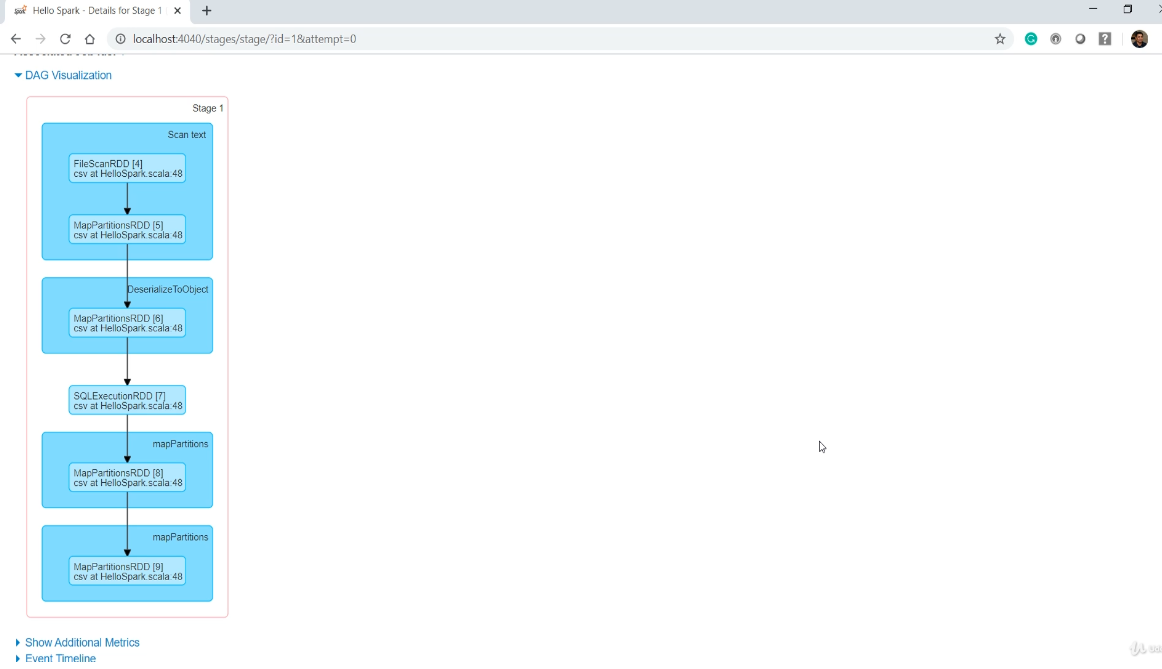 Hello Spark - Details for Stage 1
localhost:4040/stages/stage/?id=1&attempt=0
DAG Visualization
Stage 1
Scan text
FileScanRDD [4]
csv at HelloSpark.scala:48
MapPartitionsRDD [5]
csv at HelloSpark.scala:48
DeserializeToObject
MapPartitionsRDD [6]
csv at HelloSpark.scala:48
SQLExecutionRDD [7]
csv at HelloSpark.scala:48
mapPartitions
MapPartitionsRDD [8]
csv at HelloSpark.scala:48
mapPartitions
MapPartitionsRDD [9]
csv at HelloSpark.scala:48
Show Additional Metrics
Event Timeline